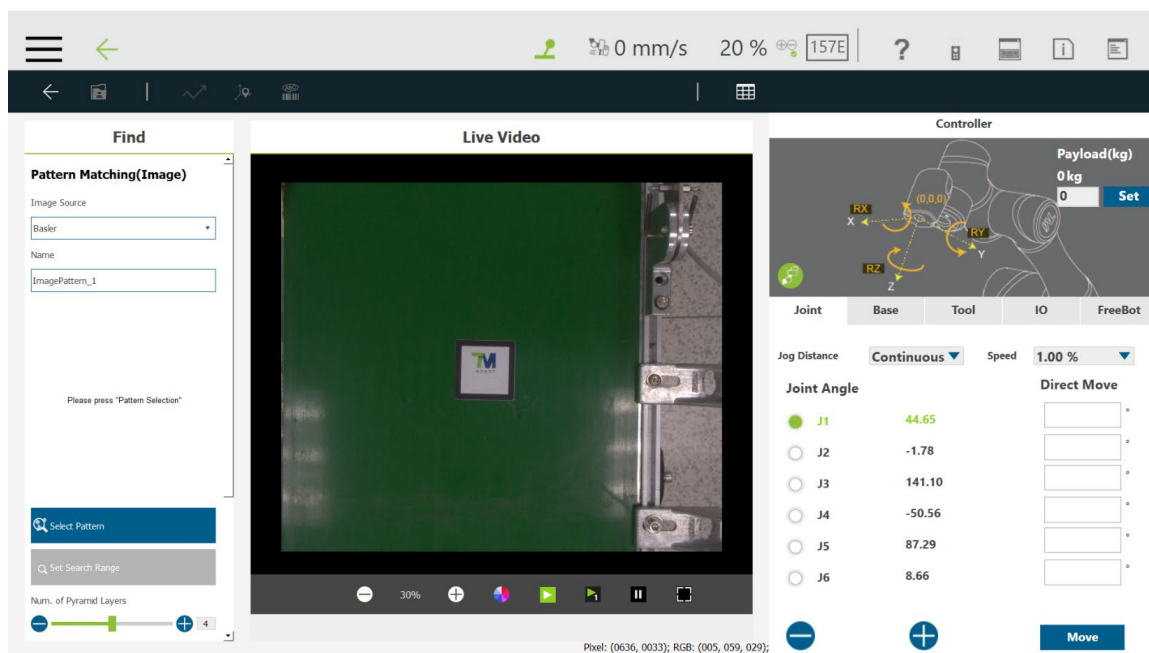 0 mm/s
20 %
157E
?
i
Find
Pattern Matching(Image)
Image Source
Basler
Name
ImagePattern_1
Please press "Pattern Selection"
Select Pattern
Set Search Range
Num. of Pyramid Layers
4
Live Video
TM
ROBOT
30%
1
Pixel: (0636, 0033); RGB: (005, 059, 029);
Controller
Payload(kg)
0 kg
0
Set
(0,0,0)
RX
X
RY
Y
RZ
Z
Joint
Base
Tool
IO
FreeBot
Jog Distance
Continuous
Speed
1.00 %
Joint Angle
Direct Move
J1 44.65 °
J2 -1.78 °
J3 141.10 °
J4 -50.56 °
J5 87.29 °
J6 8.66 °
Move